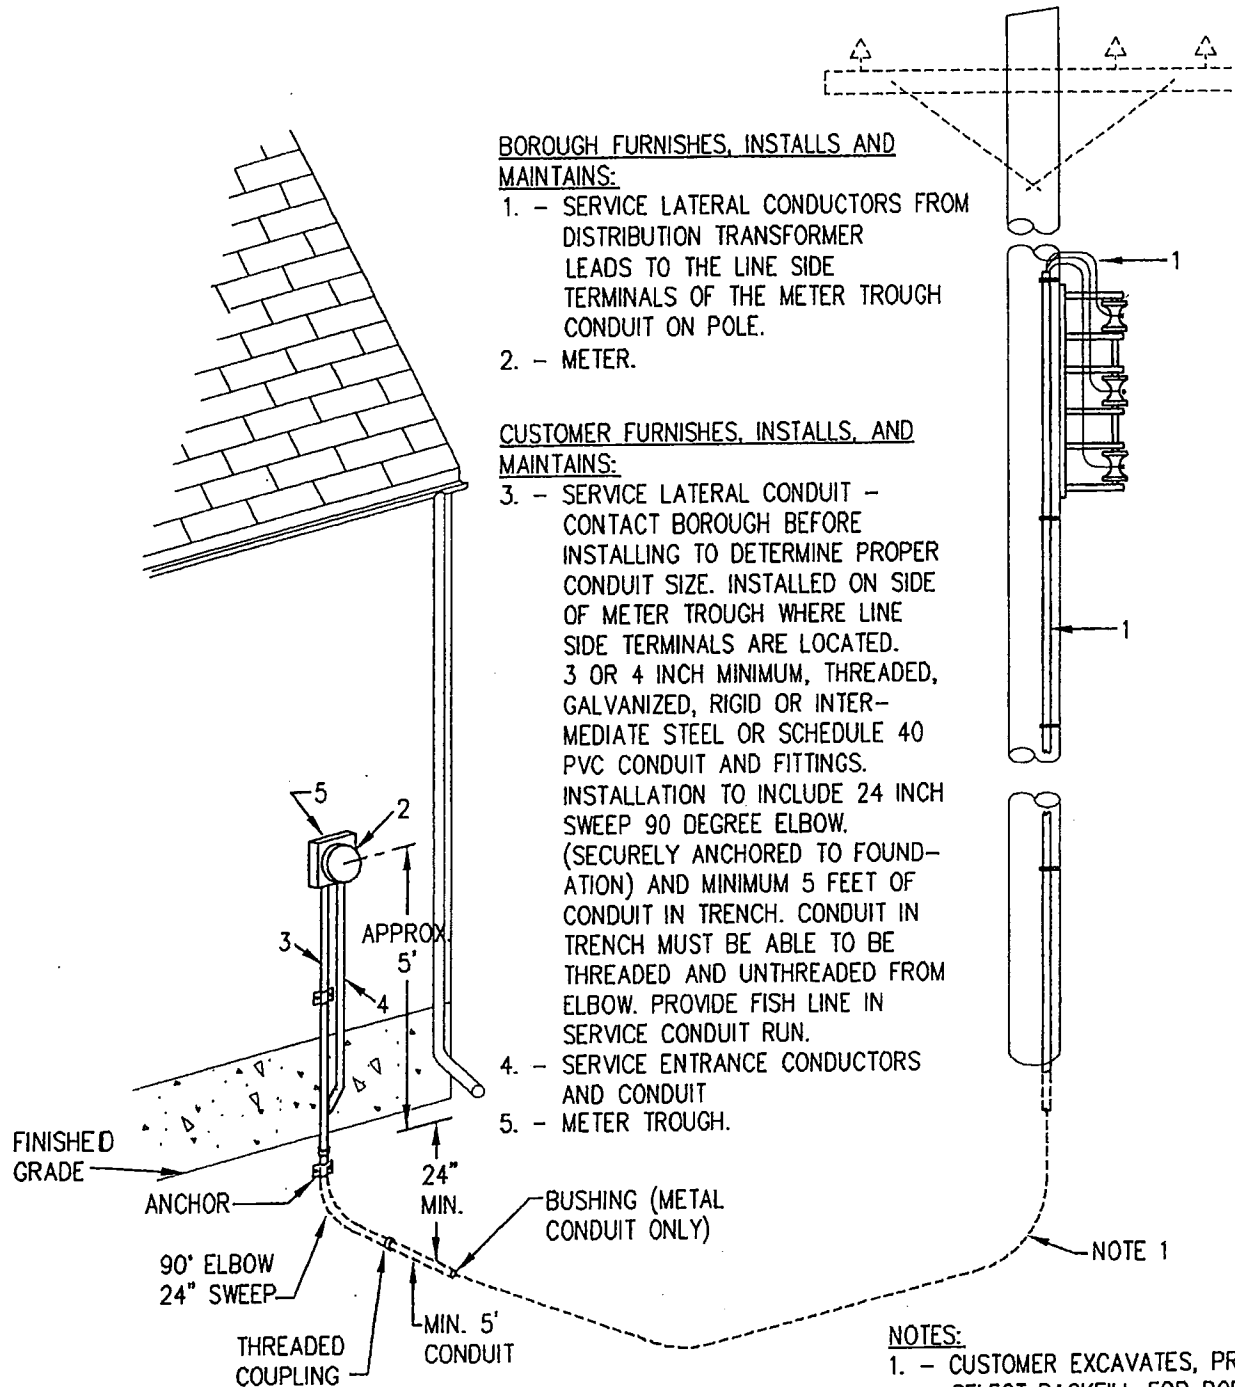 BOROUGH FURNISHES, INSTALLS AND
MAINTAINS:
1. – SERVICE LATERAL CONDUCTORS FROM
DISTRIBUTION TRANSFORMER
LEADS TO THE LINE SIDE
TERMINALS OF THE METER TROUGH
CONDUIT ON POLE.
2. – METER.
CUSTOMER FURNISHES, INSTALLS, AND
MAINTAINS:
3. – SERVICE LATERAL CONDUIT –
CONTACT BOROUGH BEFORE
INSTALLING TO DETERMINE PROPER
CONDUIT SIZE. INSTALLED ON SIDE
OF METER TROUGH WHERE LINE
SIDE TERMINALS ARE LOCATED.
3 OR 4 INCH MINIMUM, THREADED,
GALVANIZED, RIGID OR INTER–
MEDIATE STEEL OR SCHEDULE 40
PVC CONDUIT AND FITTINGS.
INSTALLATION TO INCLUDE 24 INCH
SWEEP 90 DEGREE ELBOW.
(SECURELY ANCHORED TO FOUND–
ATION) AND MINIMUM 5 FEET OF
CONDUIT IN TRENCH. CONDUIT IN
TRENCH MUST BE ABLE TO BE
THREADED AND UNTHREADED FROM
ELBOW. PROVIDE FISH LINE IN
SERVICE CONDUIT RUN.
4. – SERVICE ENTRANCE CONDUCTORS
AND CONDUIT
5. – METER TROUGH.
1
1
5
2
3
APPROX.
5'
4
FINISHED
GRADE
ANCHOR
24"
MIN.
BUSHING (METAL
CONDUIT ONLY)
90° ELBOW
24" SWEEP
MIN. 5'
CONDUIT
THREADED
COUPLING
NOTE 1
NOTES:
1. – CUSTOMER EXCAVATES, PR